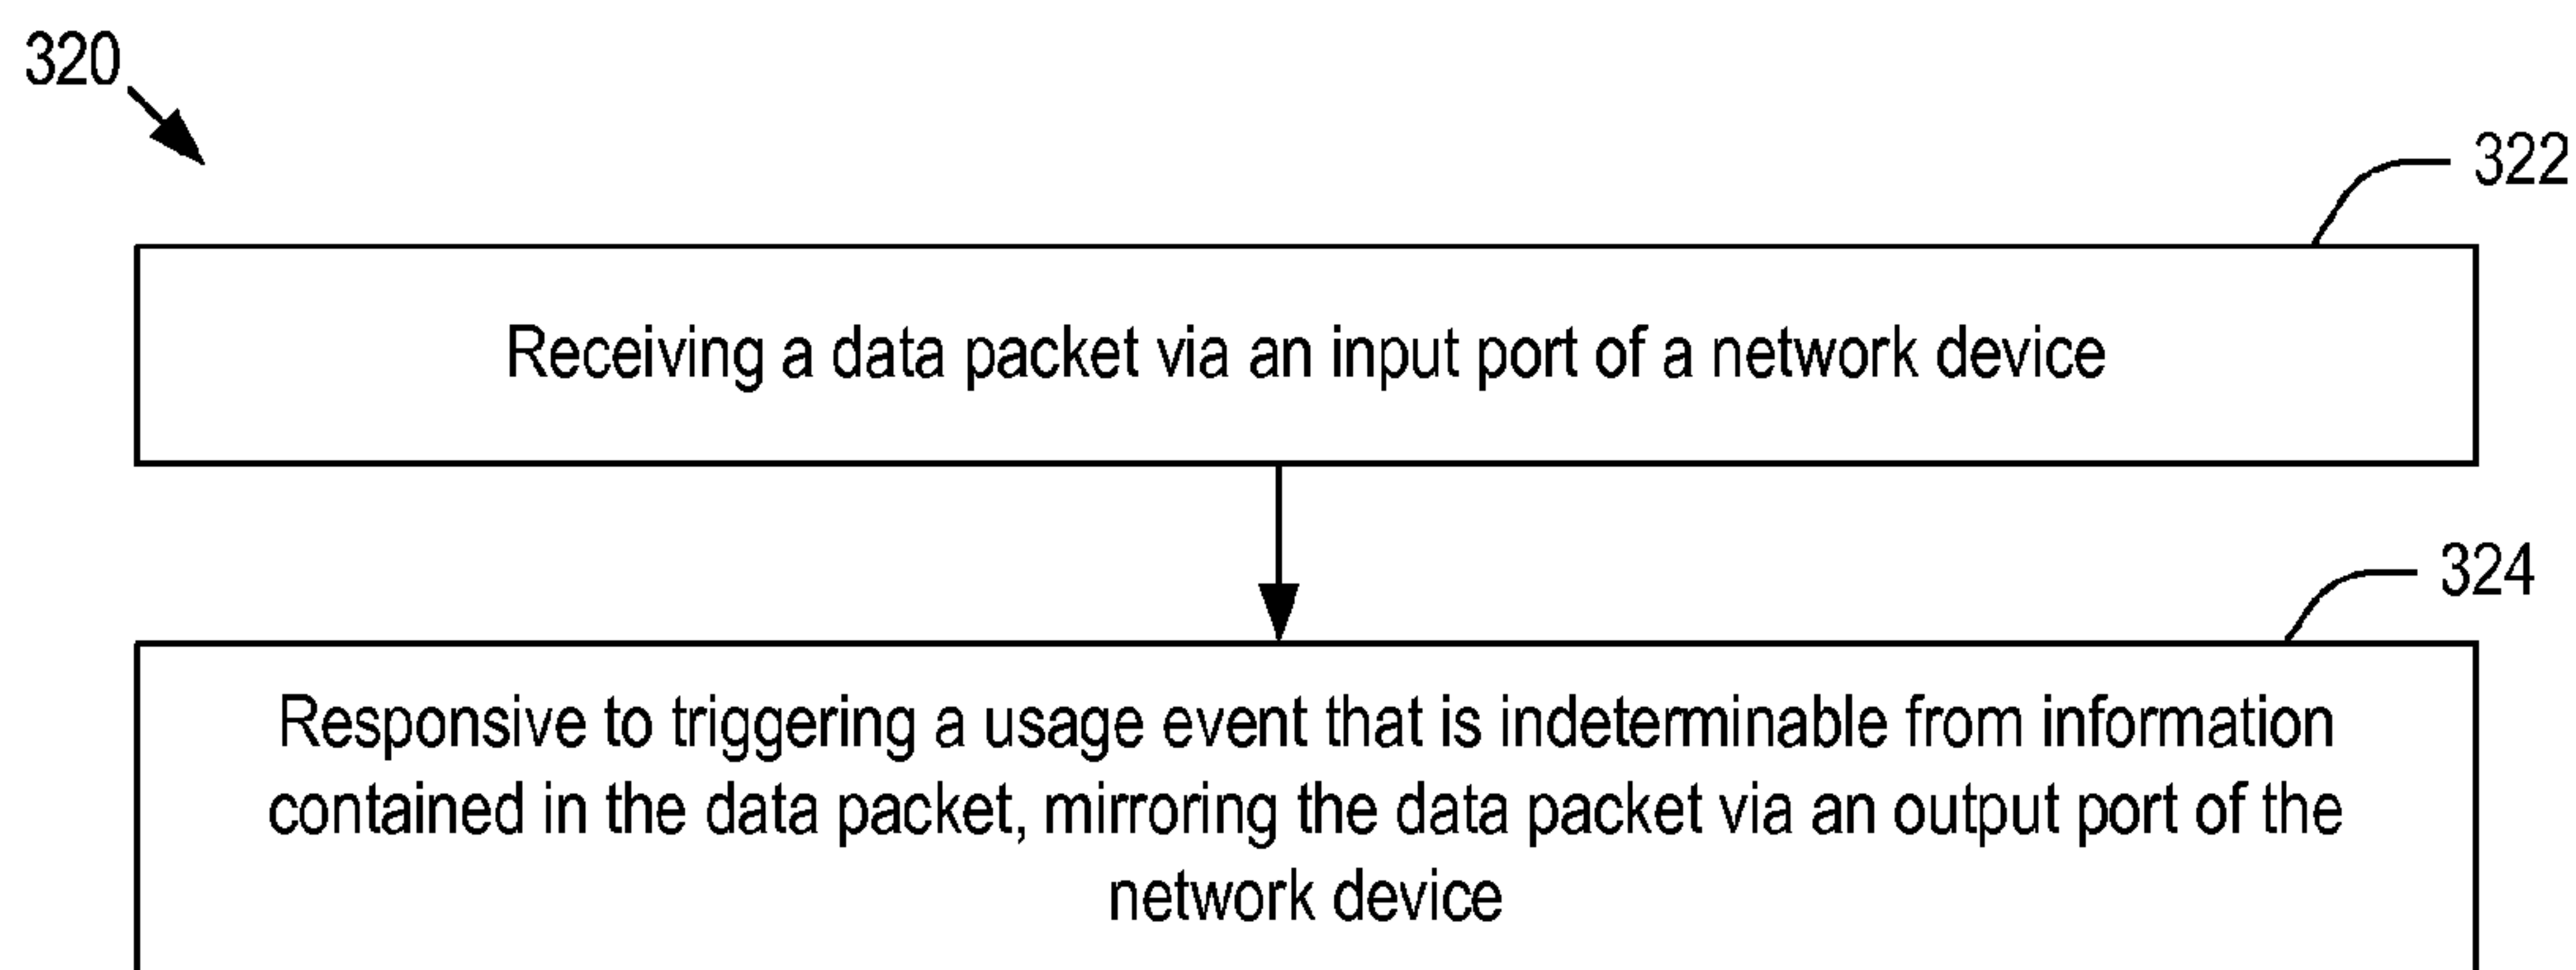 320
322
Receiving a data packet via an input port of a network device
324
Responsive to triggering a usage event that is indeterminable from information
contained in the data packet, mirroring the data packet via an output port of the
network device